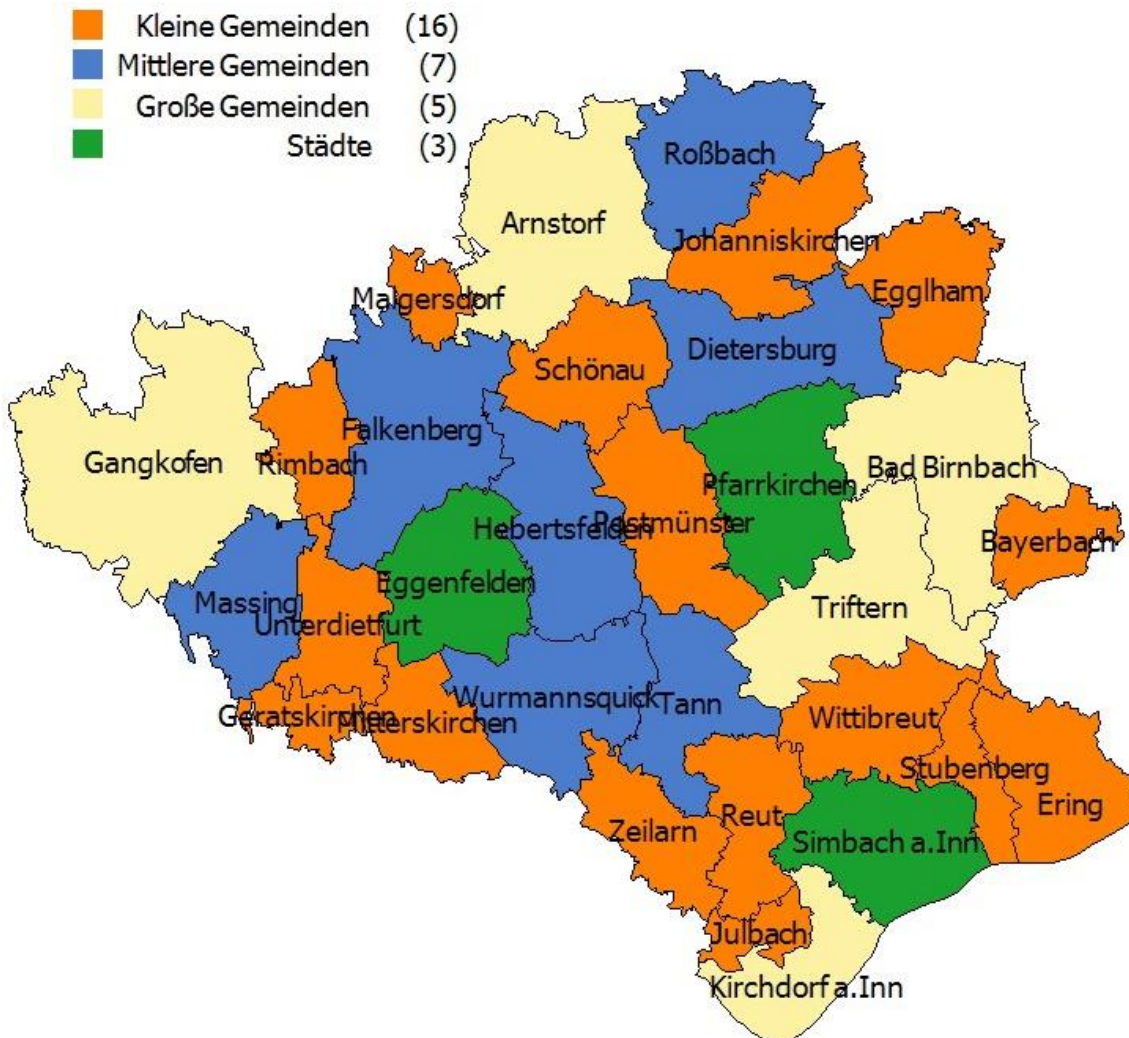 Kleine Gemeinden (16)
Mittlere Gemeinden (7)
Große Gemeinden (5)
Städte (3)
Roßbach
Arnstorf
Johanniskirchen
Egglham
Malgersdorf
Dietersburg
Schönau
Falkenberg
Gangkofen
Rimbach
Bad Birnbach
Pfarrkirchen
Hebertsfelden
Postmünster
Bayerbach
Eggenfelden
Massing
Triftern
Unterdietfurt
Wurmannsquick
Tann
Geratskirchen
Mitterskirchen
Wittibreut
Stubenberg
Ering
Reut
Zeilarn
Simbach a.Inn
Julbach
Kirchdorf a.Inn